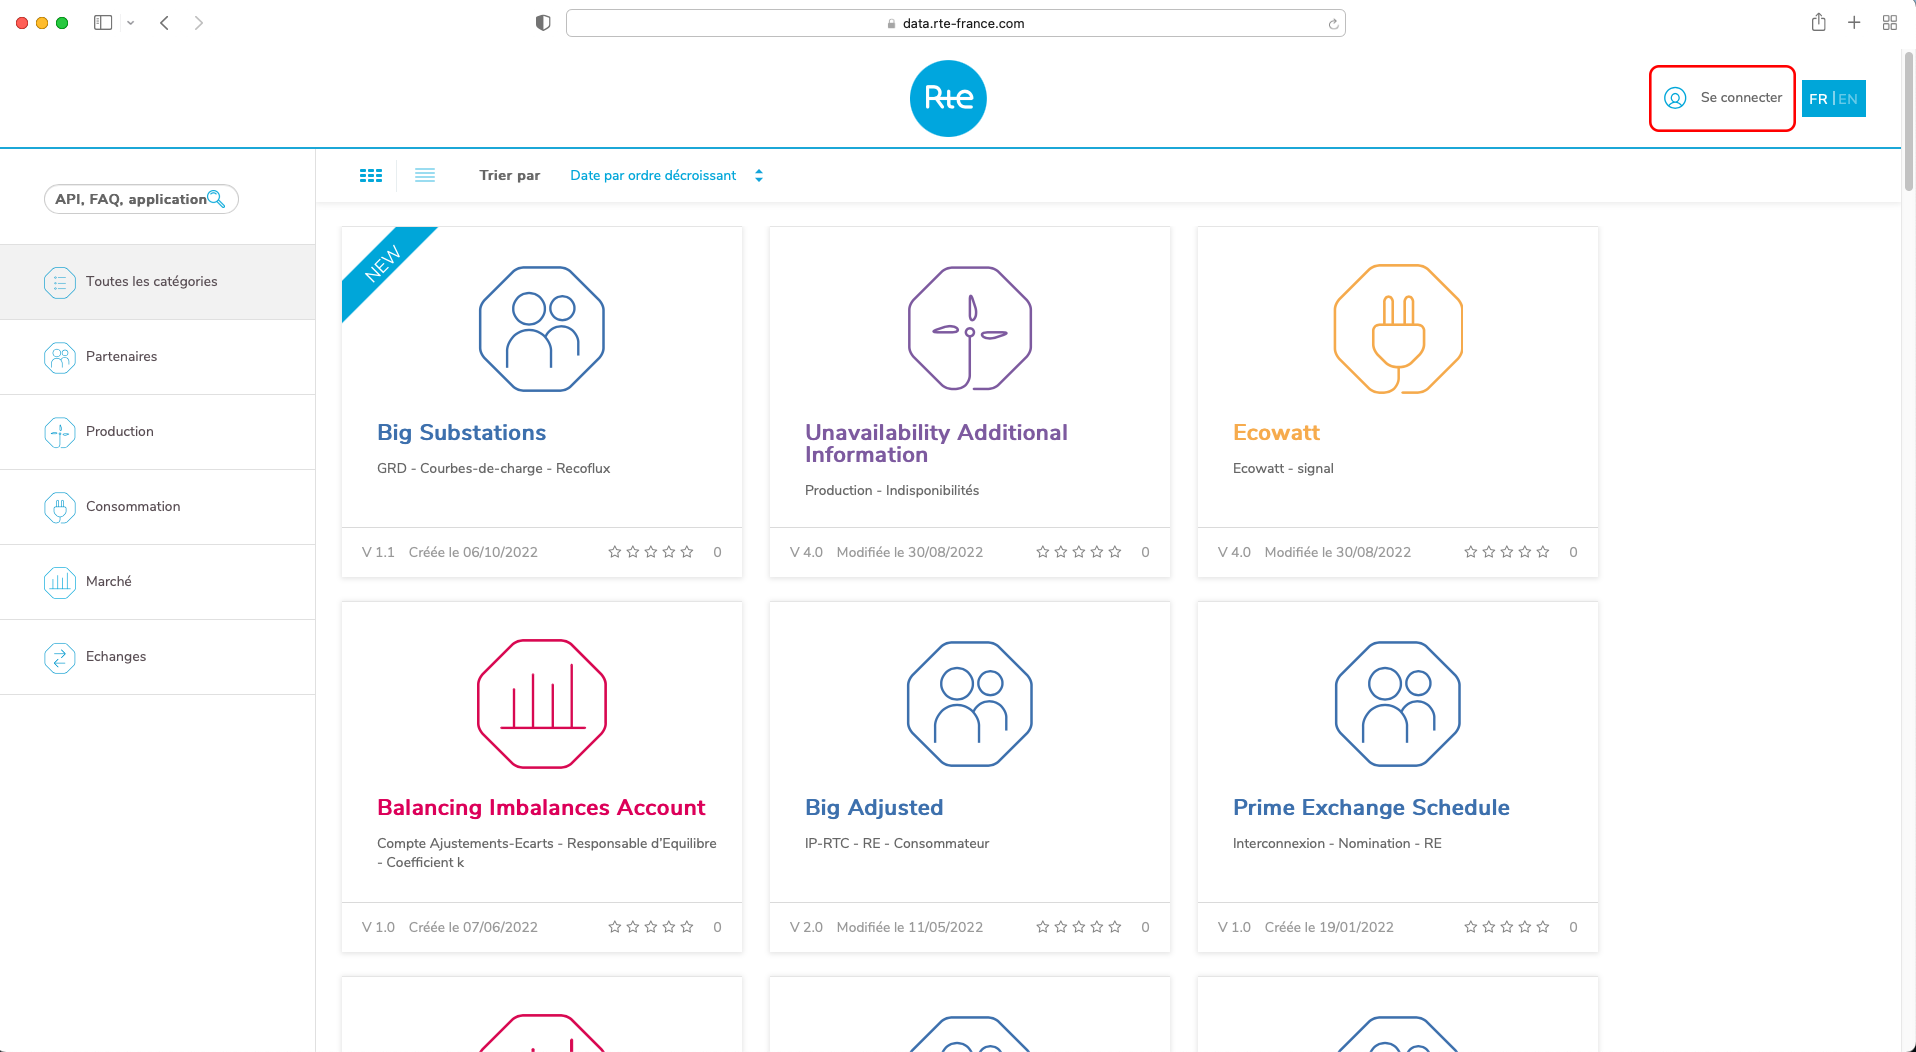 data.rte-france.com
Rte
Se connecter
FR | EN
API, FAQ, application
Toutes les catégories
Partenaires
Production
Consommation
Marché
Echanges
Trier par Date par ordre décroissant
NEW
Big Substations
GRD - Courbes-de-charge - Recoflux
V 1.1 Créée le 06/10/2022 0
Unavailability Additional
Information
Production - Indisponibilités
V 4.0 Modifiée le 30/08/2022 0
Ecowatt
Ecowatt - signal
V 4.0 Modifiée le 30/08/2022 0
Balancing Imbalances Account
Compte Ajustements-Ecarts - Responsable d'Equilibre
- Coefficient k
V 1.0 Créée le 07/06/2022 0
Big Adjusted
IP-RTC - RE - Consommateur
V 2.0 Modifiée le 11/05/2022 0
Prime Exchange Schedule
Interconnexion - Nomination - RE
V 1.0 Créée le 19/01/2022 0